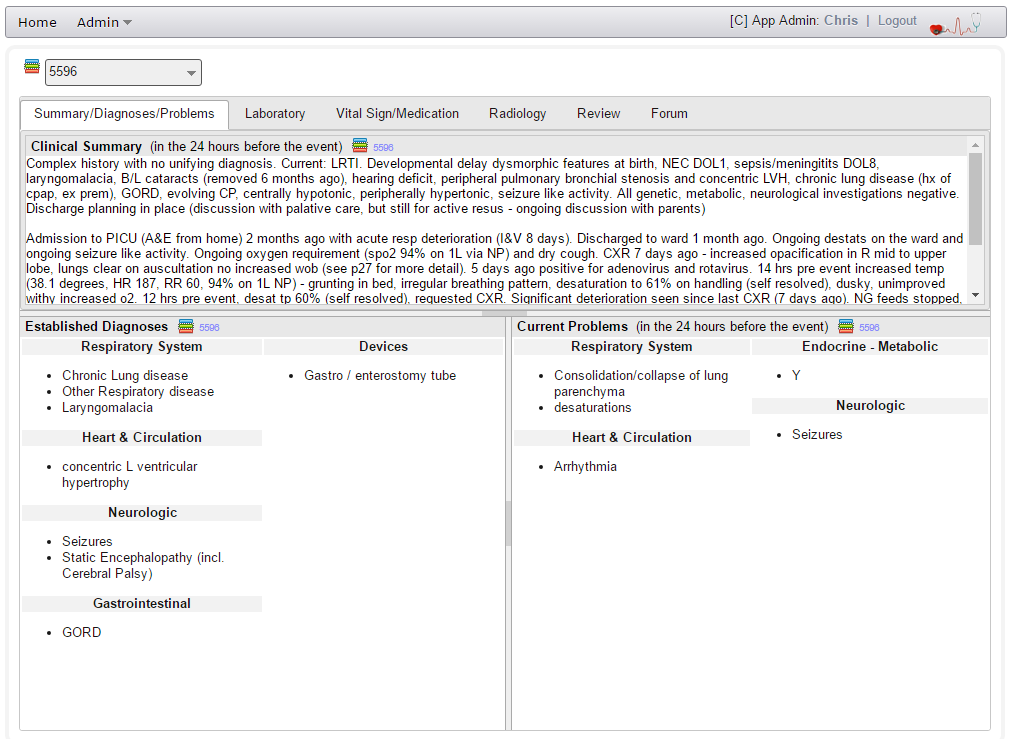 Home Admin [C] App Admin: Chris | Logout
5596
Summary/Diagnoses/Problems Laboratory Vital Sign/Medication Radiology Review Forum
Clinical Summary (in the 24 hours before the event) 5596
Complex history with no unifying diagnosis. Current: LRTI. Developmental delay dysmorphic features at birth, NEC DOL1, sepsis/meningitits DOL8,
laryngomalacia, B/L cataracts (removed 6 months ago), hearing deficit, peripheral pulmonary bronchial stenosis and concentric LVH, chronic lung disease (hx of
cpap, ex prem), GORD, evolving CP, centrally hypotonic, peripherally hypertonic, seizure like activity. All genetic, metabolic, neurological investigations negative.
Discharge planning in place (discussion with palative care, but still for active resus - ongoing discussion with parents)
Admission to PICU (A&E from home) 2 months ago with acute resp deterioration (I&V 8 days). Discharged to ward 1 month ago. Ongoing destats on the ward and
ongoing seizure like activity. Ongoing oxygen requirement (spo2 94% on 1L via NP) and dry cough. CXR 7 days ago - increased opacification in R mid to upper
lobe, lungs clear on auscultation no increased wob (see p27 for more detail). 5 days ago positive for adenovirus and rotavirus. 14 hrs pre event increased temp
(38.1 degrees, HR 187, RR 60, 94% on 1L NP) - grunting in bed, irregular breathing pattern, desaturation to 61% on handling (self resolved), dusky, unimproved
withy increased o2. 12 hrs pre event, desat tp 60% (self resolved), requested CXR. Significant deterioration seen since last CXR (7 days ago). NG feeds stopped,
Established Diagnoses 5596
Respiratory System
• Chronic Lung disease
• Other Respiratory disease
• Laryngomalacia
Heart & Circulation
• concentric L ventricular
hypertrophy
Neurologic
• Seizures
• Static Encephalopathy (incl.
Cerebral Palsy)
Gastrointestinal
• GORD
Devices
• Gastro / enterostomy tube
Current Problems (in the 24 hours before the event) 5596
Respiratory System
• Consolidation/collapse of lung
parenchyma
• desaturations
Heart & Circulation
• Arrhythmia
Endocrine - Metabolic
• Y
Neurologic
• Seizures